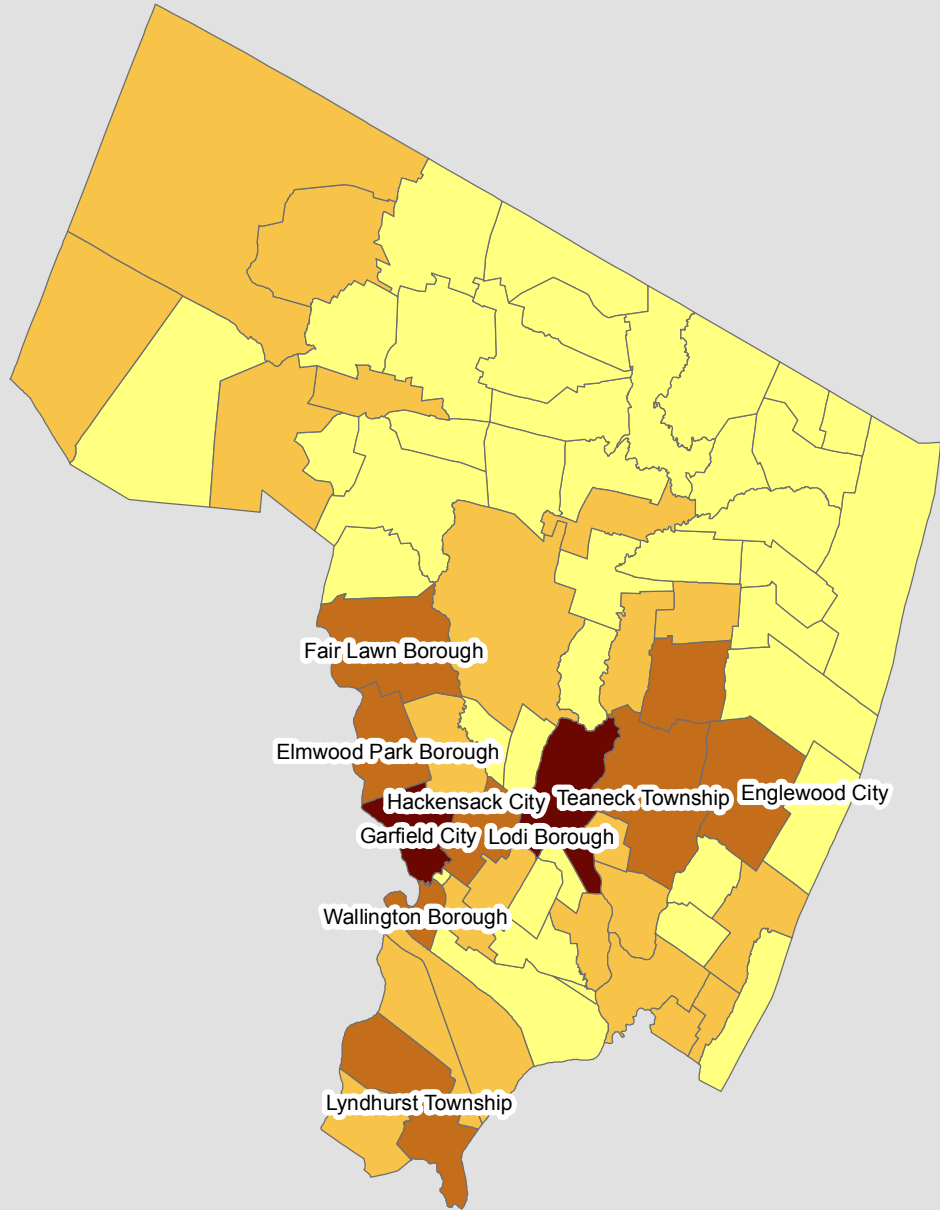 Fair Lawn Borough
Elmwood Park Borough
Hackensack City
Teaneck Township
Englewood City
Garfield City
Lodi Borough
Wallington Borough
Lyndhurst Township